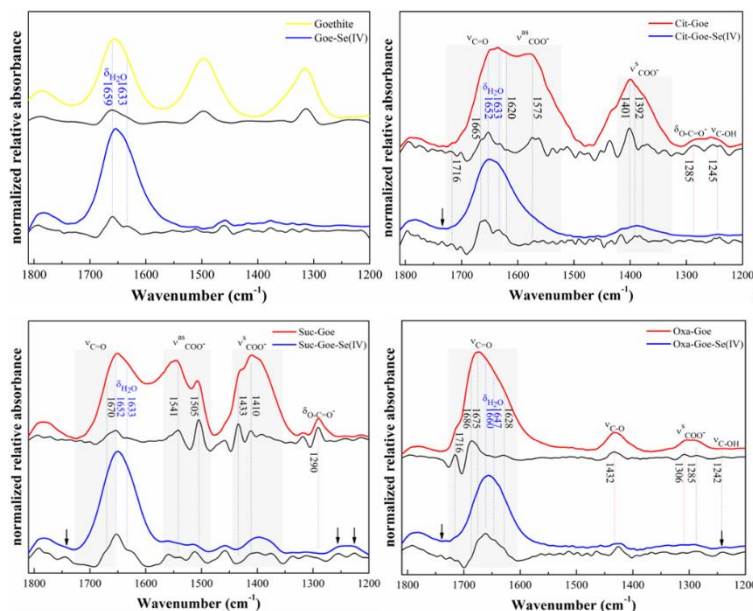 Goethite
Goe-Se(IV)
δH₂O
1659
1633
normalized relative absorbance
1800
1700
1600
1500
1400
1300
1200
Wavenumber (cm⁻¹)
Cit-Goe
Cit-Goe-Se(IV)
νC=O
νᵃˢCOO⁻
νˢCOO⁻
δH₂O
1716
1665
1652
1633
1620
1575
1401
1392
δO-C=O⁻
νC-OH
1285
1245
normalized relative absorbance
1800
1700
1600
1500
1400
1300
1200
Wavenumber (cm⁻¹)
Suc-Goe
Suc-Goe-Se(IV)
νC=O
νᵃˢCOO⁻
νˢCOO⁻
δH₂O
1670
1652
1633
1541
1505
1433
1410
δO-C=O⁻
1290
normalized relative absorbance
1800
1700
1600
1500
1400
1300
1200
Wavenumber (cm⁻¹)
Oxa-Goe
Oxa-Goe-Se(IV)
νC=O
δH₂O
1716
1686
1675
1660
1647
1628
νC-O
νˢCOO⁻
νC-OH
1432
1306
1285
1242
normalized relative absorbance
1800
1700
1600
1500
1400
1300
1200
Wavenumber (cm⁻¹)